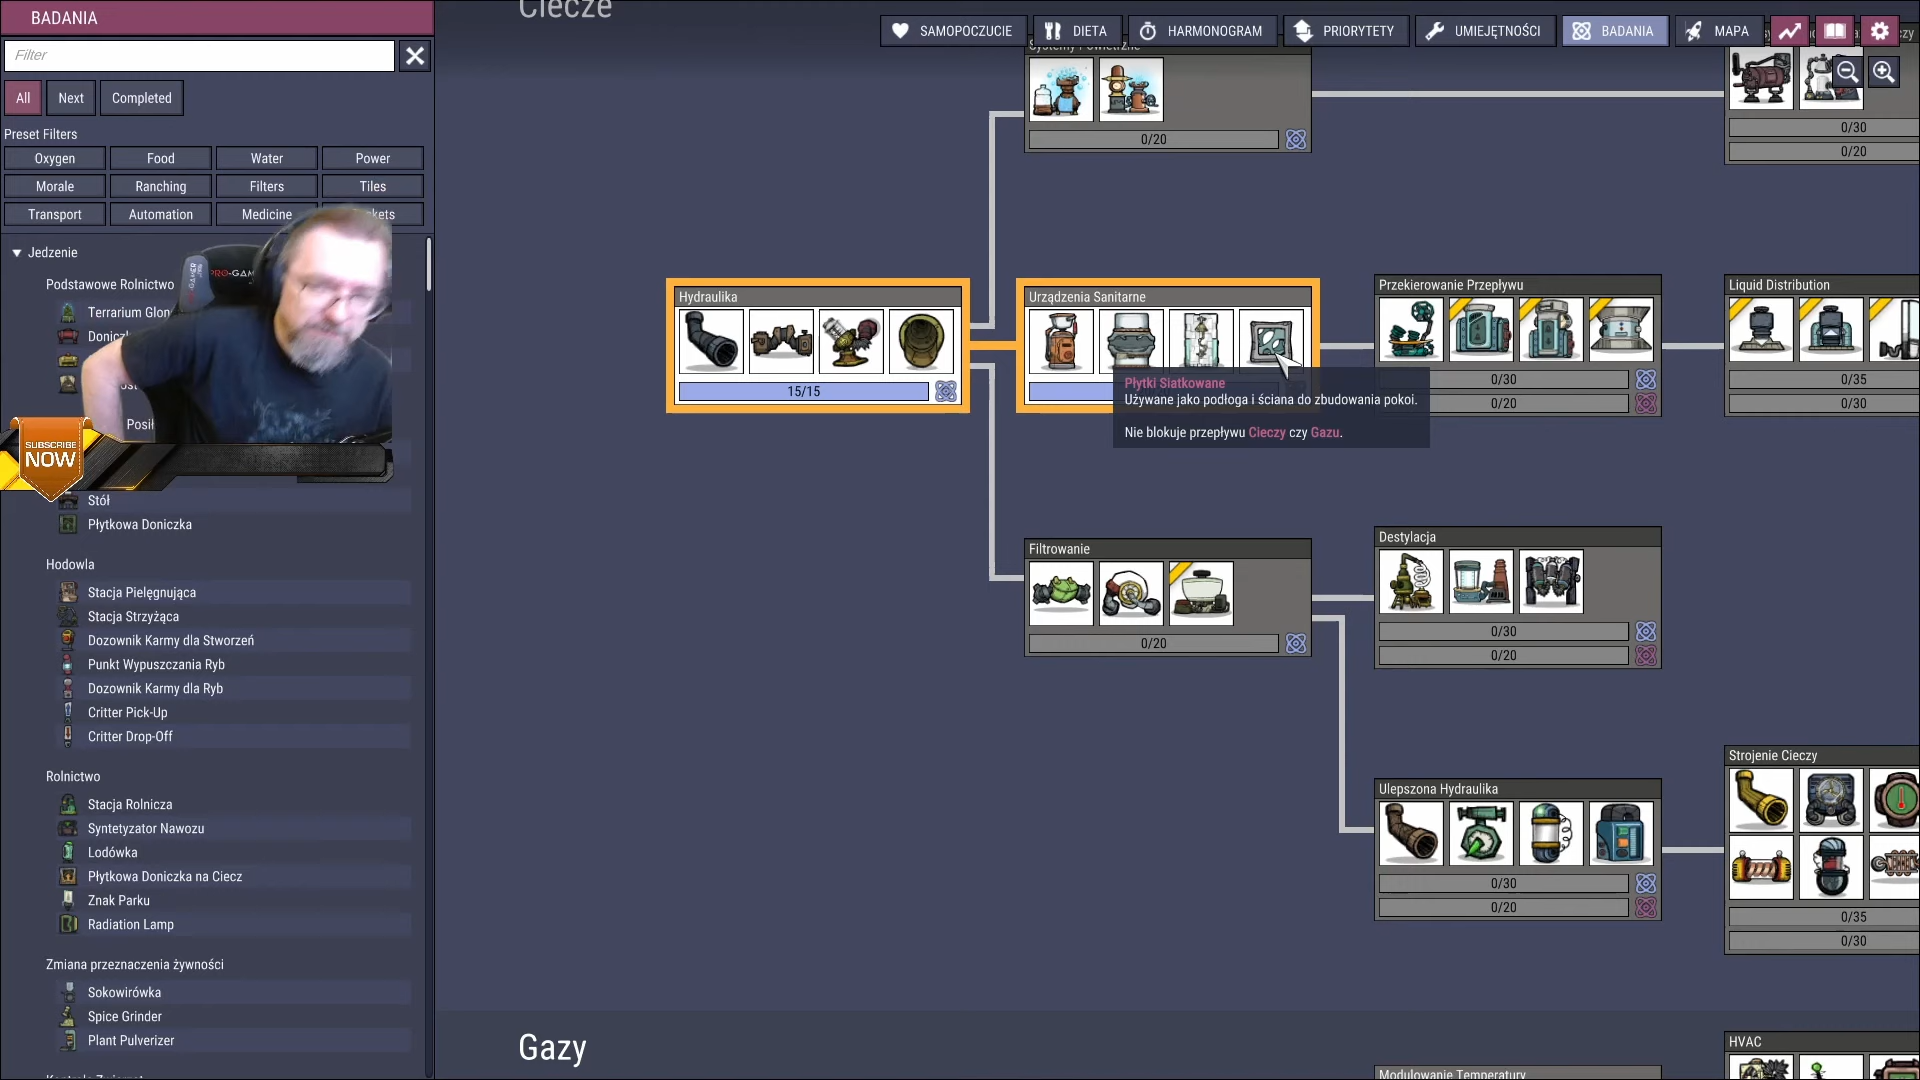 BADANIA
Ciecze
SAMOPOCZUCIE
DIETA
HARMONOGRAM
PRIORYTETY
UMIEJĘTNOŚCI
BADANIA
MAPA
Filter
All
Next
Completed
Preset Filters
Oxygen
Food
Water
Power
Morale
Ranching
Filters
Tiles
Transport
Automation
Medicine
Jedzenie
Podstawowe Rolnictwo
Terrarium Glon
Doni
Posił
PRO-GAM
SUBSCRIBE
NOW
Stół
Płytkowa Doniczka
Hodowla
Stacja Pielęgnująca
Stacja Strzyżąca
Dozownik Karmy dla Stworzeń
Punkt Wypuszczania Ryb
Dozownik Karmy dla Ryb
Critter Pick-Up
Critter Drop-Off
Rolnictwo
Stacja Rolnicza
Syntetyzator Nawozu
Lodówka
Płytkowa Doniczka na Ciecz
Znak Parku
Radiation Lamp
Zmiana przeznaczenia żywności
Sokowirówka
Spice Grinder
Plant Pulverizer
Systemy Powietrzne
0/20
0/30
0/20
Hydraulika
15/15
Urządzenia Sanitarne
Płytki Siatkowane
Używane jako podłoga i ściana do zbudowania pokoi.
Nie blokuje przepływu Cieczy czy Gazu.
Przekierowanie Przepływu
0/30
0/20
Liquid Distribution
0/35
0/30
Filtrowanie
0/20
Destylacja
0/30
0/20
Ulepszona Hydraulika
0/30
0/20
Strojenie Cieczy
0/35
0/30
Gazy
HVAC
Modulowanie Temperatury